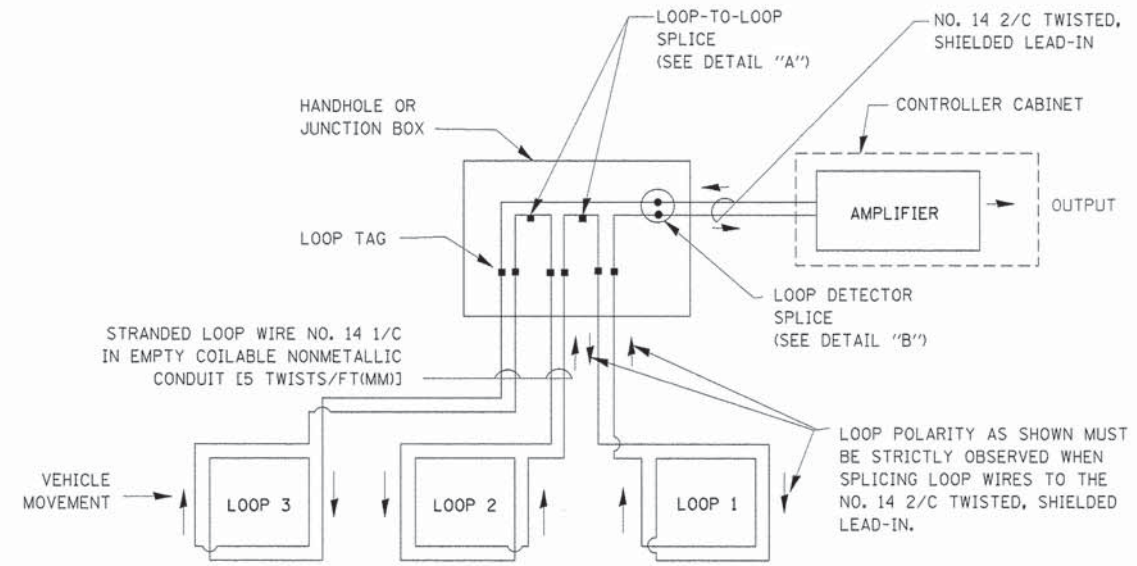 LOOP-TO-LOOP
SPLICE
(SEE DETAIL "A")
NO. 14 2/C TWISTED,
SHIELDED LEAD-IN
HANDHOLE OR
JUNCTION BOX
CONTROLLER CABINET
AMPLIFIER
OUTPUT
LOOP TAG
LOOP DETECTOR
SPLICE
(SEE DETAIL "B")
STRANDED LOOP WIRE NO. 14 1/C
IN EMPTY COILABLE NONMETALLIC
CONDUIT [5 TWISTS/FT(MM)]
LOOP POLARITY AS SHOWN MUST
BE STRICTLY OBSERVED WHEN
SPLICING LOOP WIRES TO THE
NO. 14 2/C TWISTED, SHIELDED
LEAD-IN.
VEHICLE
MOVEMENT
LOOP 3
LOOP 2
LOOP 1